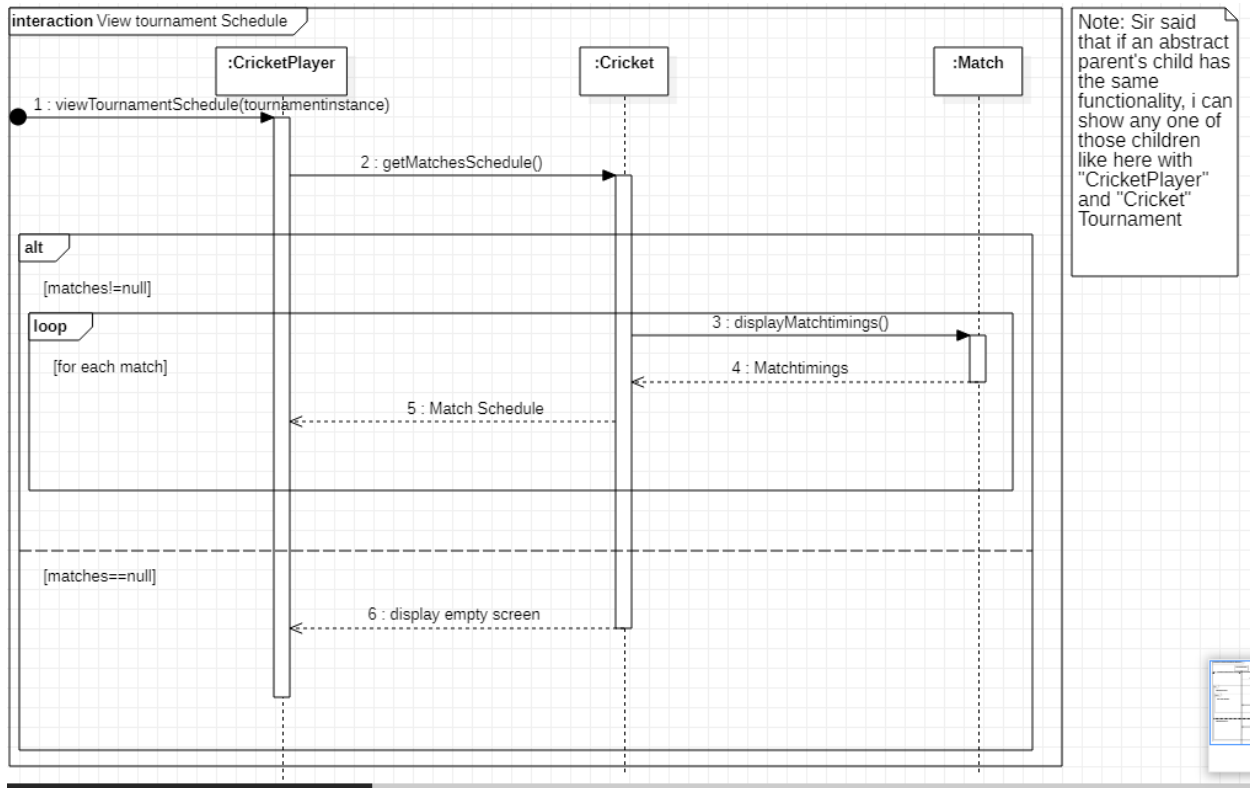 interaction View tournament Schedule
:CricketPlayer
:Cricket
:Match
1 : viewTournamentSchedule(tournamentinstance)
2 : getMatchesSchedule()
alt
[matches!=null]
loop
3 : displayMatchtimings()
[for each match]
4 : Matchtimings
5 : Match Schedule
[matches==null]
6 : display empty screen
Note: Sir said
that if an abstract
parent's child has
the same
functionality, i can
show any one of
those children
like here with
"CricketPlayer"
and "Cricket"
Tournament